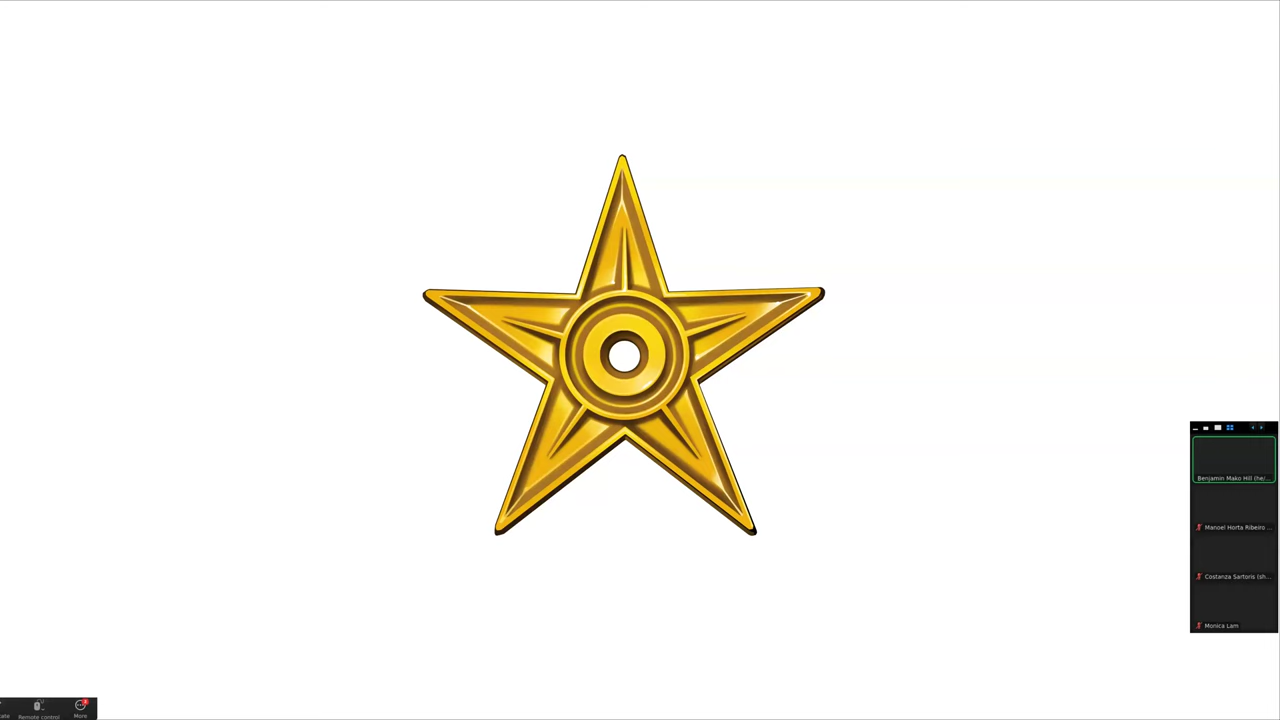 Benjamin Mako Hill (he/...
Manoel Horta Ribeiro ...
Costanza Sartoris (sh...
Monica Lam
Remote control
More